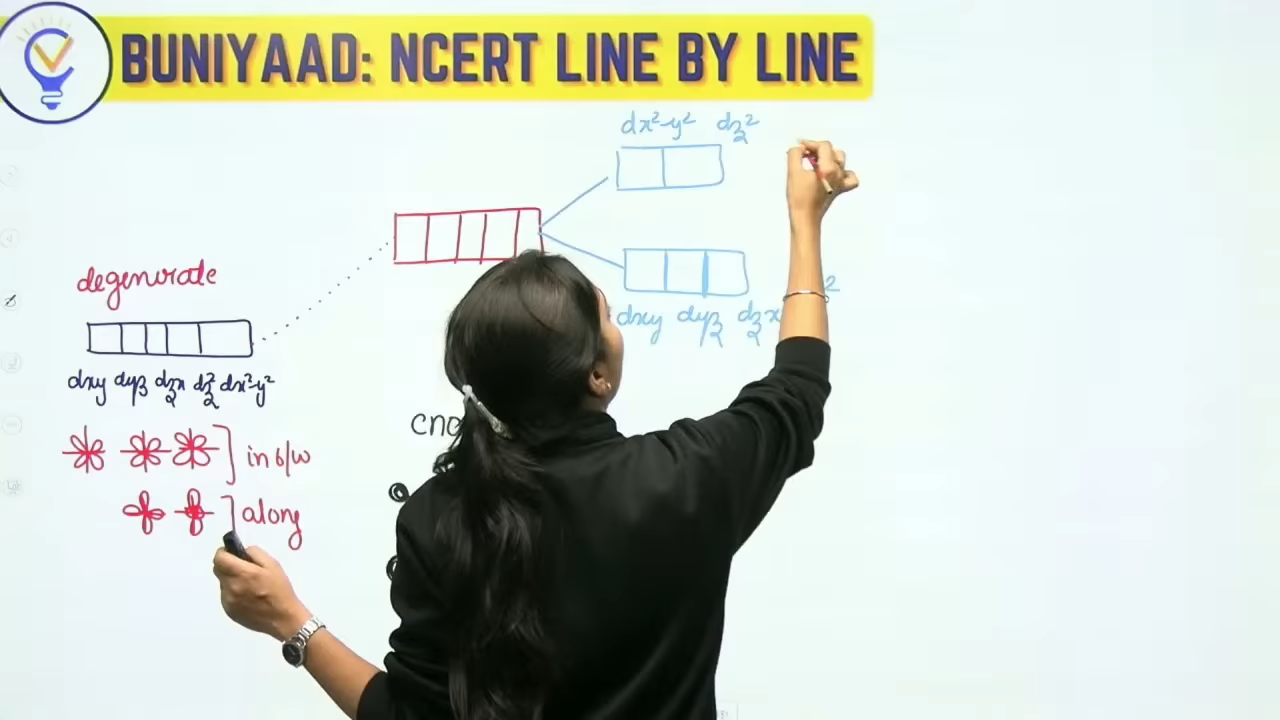 BUNIYAAD: NCERT LINE BY LINE
dx²-y² dz²
degenerate
dxy dyz dzx
dxy dyz dzx dz² dx²-y²
in b/w
along